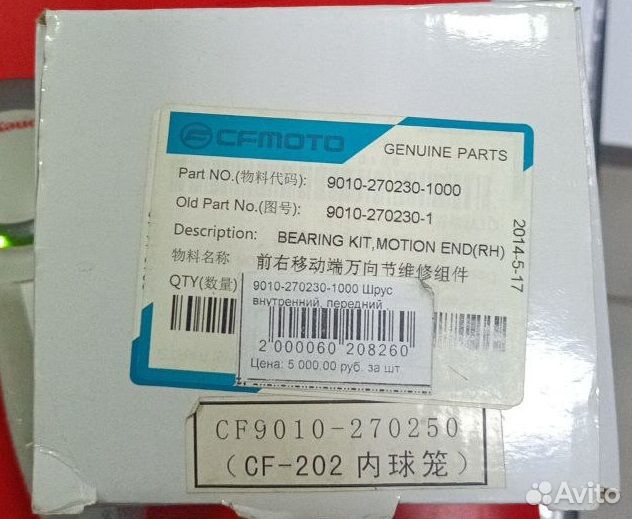 CFMOTO
GENUINE PARTS
Part NO.(物料代码): 9010-270230-1000
Old Part No.(图号): 9010-270230-1
Description: BEARING KIT,MOTION END(RH)
物料名称 前右移动端万向节维修组件
QTY(数量)
2014-5-17
9010-270230-1000 Шрус
внутренний, передний
2 000060 208260
Цена: 5 000.00 руб. за шт
CF9010-270250
(CF-202 内球笼)
Avito